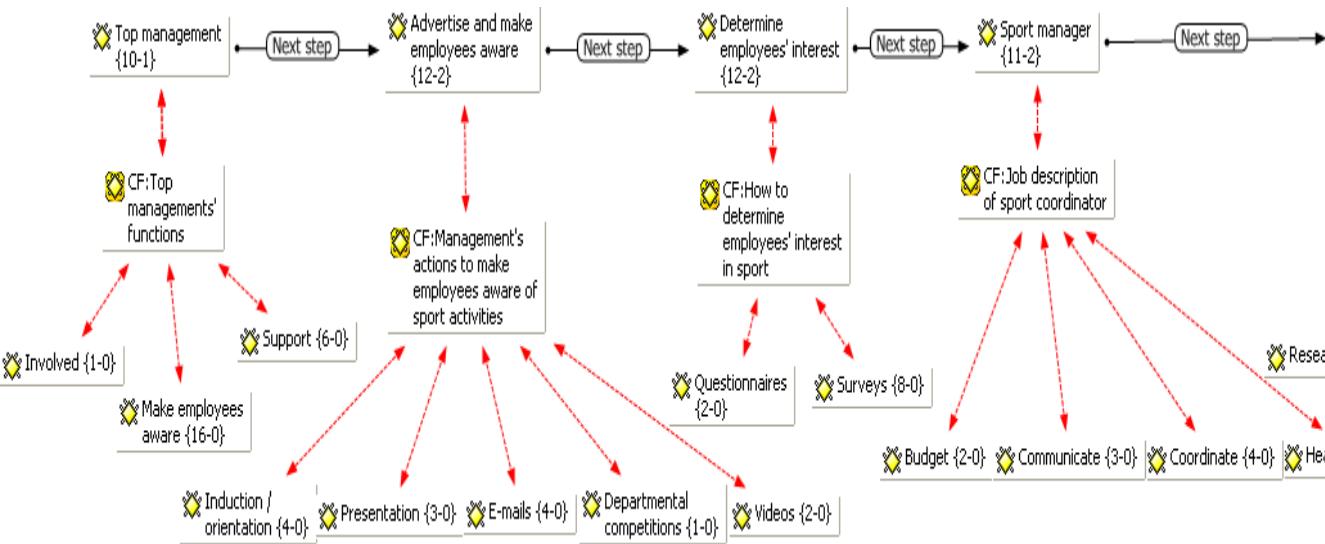 Top management
{10-1}
Next step
Advertise and make
employees aware
{12-2}
Next step
Determine
employees' interest
{12-2}
Next step
Sport manager
{11-2}
Next step
CF:Top
managements'
functions
CF:Management's
actions to make
employees aware of
sport activities
CF:How to
determine
employees' interest
in sport
CF:Job description
of sport coordinator
Involved {1-0}
Make employees
aware {16-0}
Support {6-0}
Induction /
orientation {4-0}
Presentation {3-0}
E-mails {4-0}
Departmental
competitions {1-0}
Videos {2-0}
Questionnaires
{2-0}
Surveys {8-0}
Budget {2-0}
Communicate {3-0}
Coordinate {4-0}